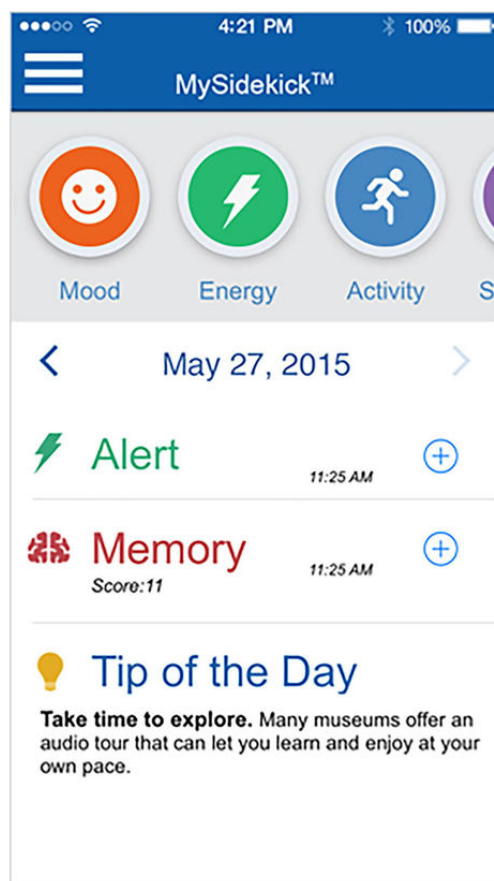 4:21 PM 100%
MySidekick™
Mood Energy Activity S
May 27, 2015
Alert
11:25 AM
Memory
Score:11 11:25 AM
Tip of the Day
Take time to explore. Many museums offer an
audio tour that can let you learn and enjoy at your
own pace.